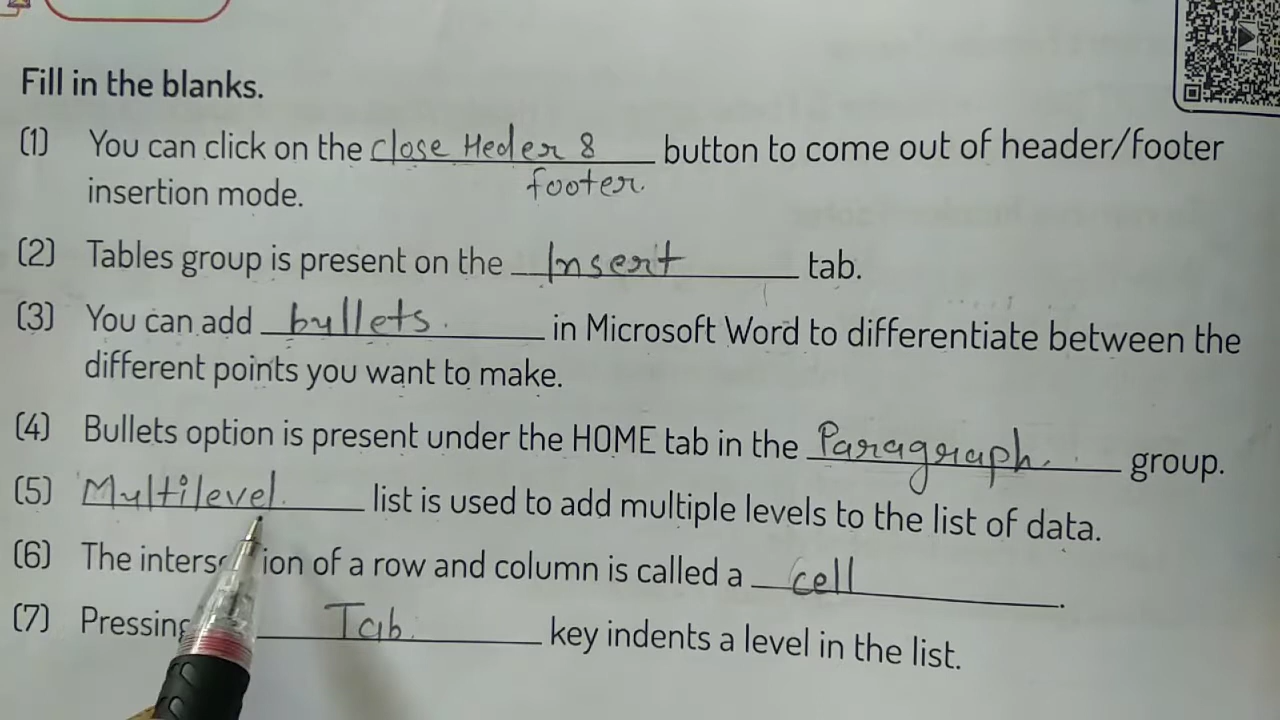 Fill in the blanks.
(1) You can click on the close Heder & button to come out of header/footer
footer.
insertion mode.
(2) Tables group is present on the Insert tab.
(3) You can add bullets. in Microsoft Word to differentiate between the
different points you want to make.
(4) Bullets option is present under the HOME tab in the Paragraph. group.
(5) Multilevel. list is used to add multiple levels to the list of data.
(6) The of a row and column is called a cell.
(7) Pressing Tab. key indents a level in the list.